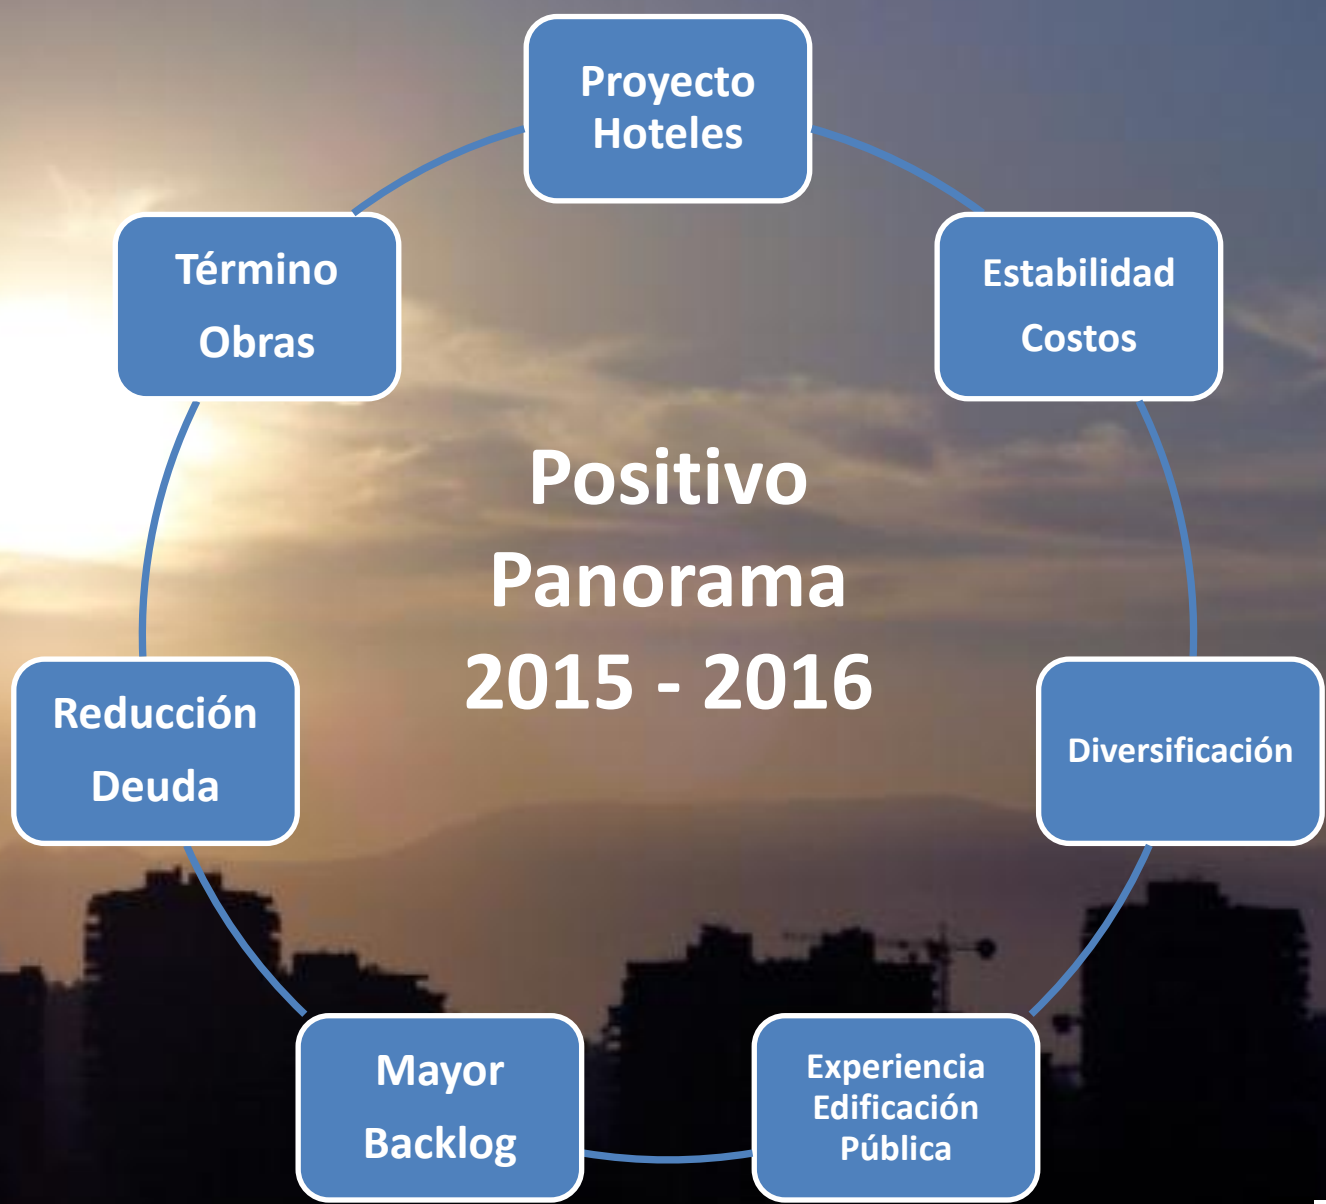 Proyecto
Hoteles
Estabilidad
Costos
Diversificación
Experiencia
Edificación
Pública
Mayor
Backlog
Reducción
Deuda
Término
Obras
Positivo
Panorama
2015 - 2016